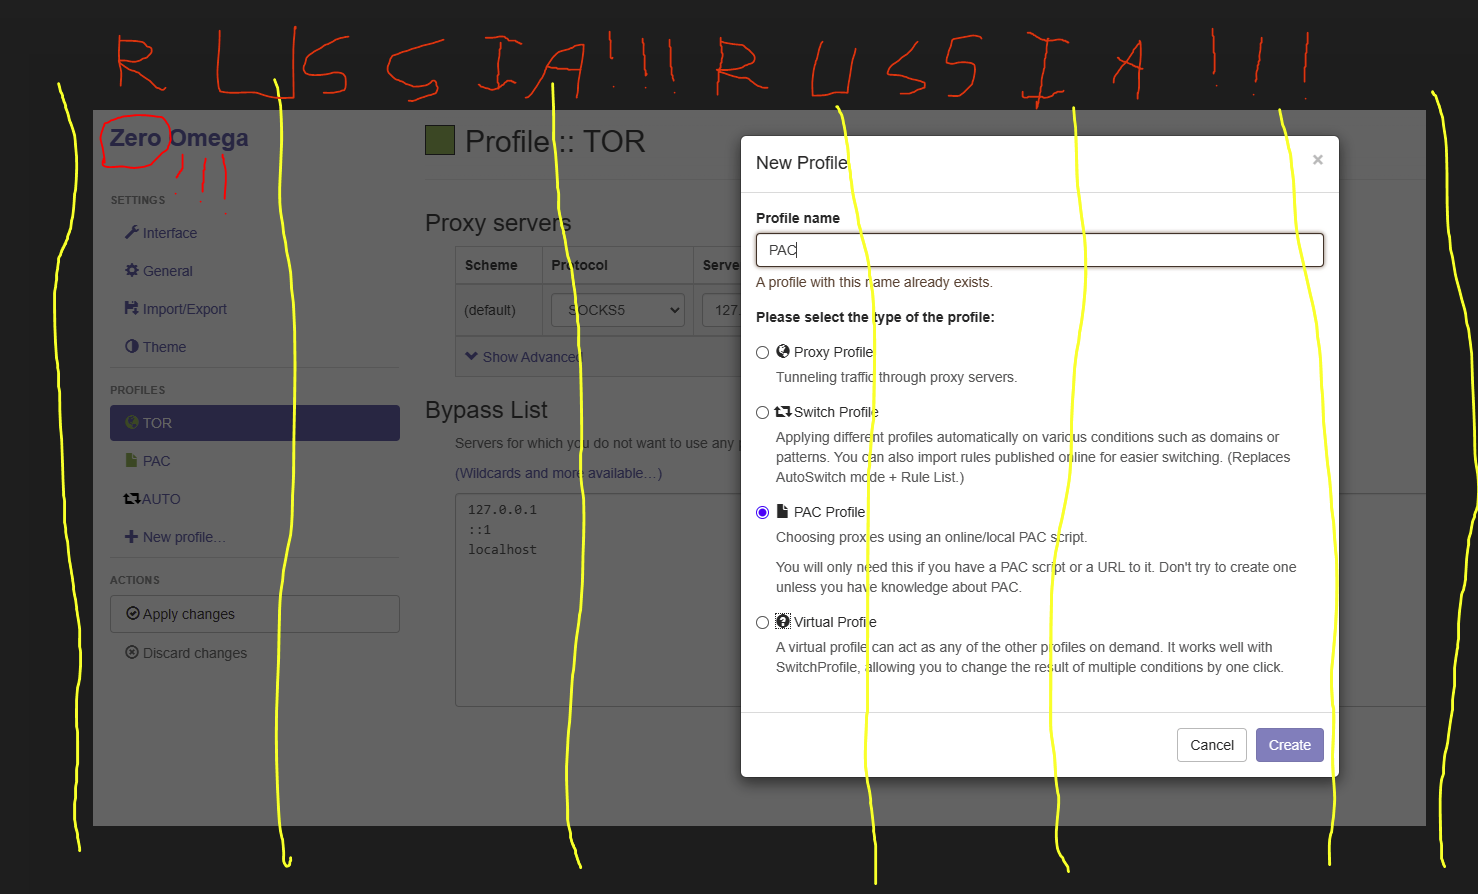 R U S S I A ! ! ! R U S S I A ! ! !
Zero Omega
! ! !
SETTINGS
Interface
General
Import/Export
Theme
PROFILES
TOR
PAC
AUTO
New profile...
ACTIONS
Apply changes
Discard changes
Profile :: TOR
Proxy servers
Scheme Protocol Serve
(default) SOCKS5 127.
Show Advanced
Bypass List
Servers for which you do not want to use any
(Wildcards and more available...)
127.0.0.1
::1
localhost
New Profile ×
Profile name
PAC
A profile with this name already exists.
Please select the type of the profile:
Proxy Profile
Tunneling traffic through proxy servers.
Switch Profile
Applying different profiles automatically on various conditions such as domains or
patterns. You can also import rules published online for easier switching. (Replaces
AutoSwitch mode + Rule List.)
PAC Profile
Choosing proxies using an online/local PAC script.
You will only need this if you have a PAC script or a URL to it. Don't try to create one
unless you have knowledge about PAC.
Virtual Profile
A virtual profile can act as any of the other profiles on demand. It works well with
SwitchProfile, allowing you to change the result of multiple conditions by one click.
Cancel Create